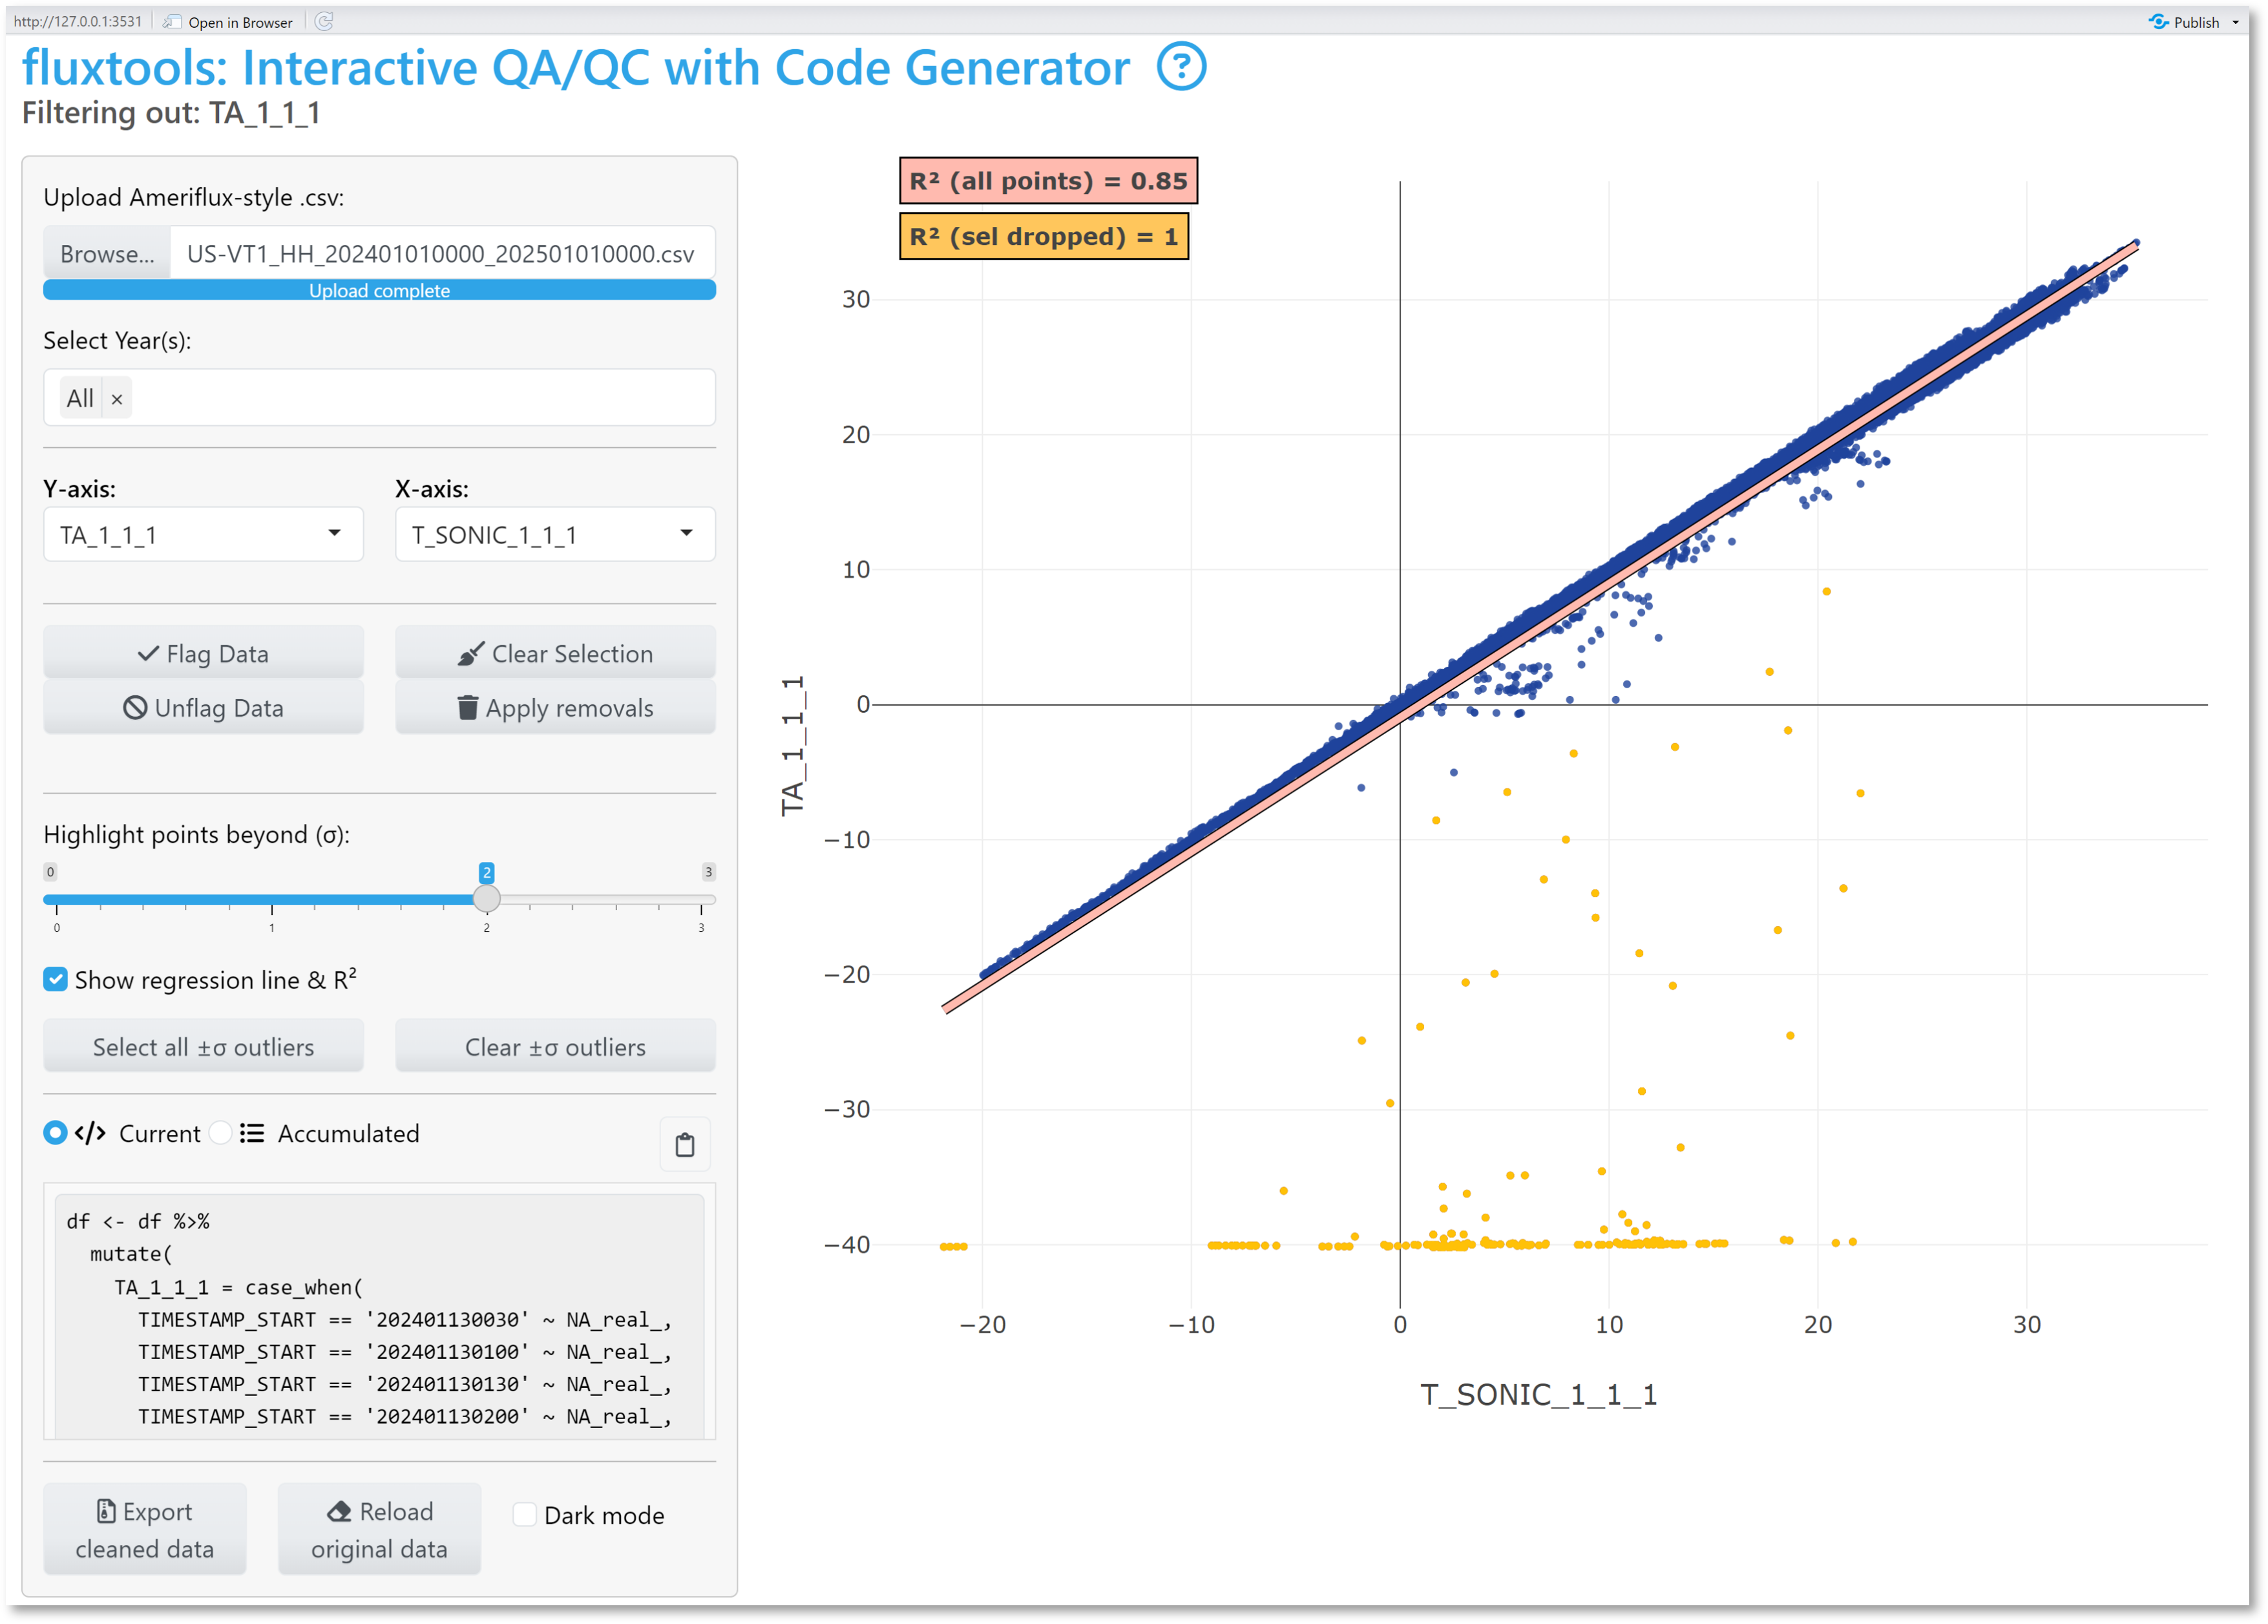 http://127.0.0.1:3531 Open in Browser Publish
fluxtools: Interactive QA/QC with Code Generator ?
Filtering out: TA_1_1_1
Upload Ameriflux-style .csv:
Browse... US-VT1_HH_202401010000_202501010000.csv
Upload complete
Select Year(s):
All ×
Y-axis: X-axis:
TA_1_1_1 T_SONIC_1_1_1
Flag Data Clear Selection
Unflag Data Apply removals
Highlight points beyond (σ):
0 2 3
0 1 2 3
Show regression line & R²
Select all ±σ outliers Clear ±σ outliers
</> Current Accumulated
df <- df %>%
mutate(
TA_1_1_1 = case_when(
TIMESTAMP_START == '202401130030' ~ NA_real_,
TIMESTAMP_START == '202401130100' ~ NA_real_,
TIMESTAMP_START == '202401130130' ~ NA_real_,
TIMESTAMP_START == '202401130200' ~ NA_real_,
Export
cleaned data
Reload
original data
Dark mode
R² (all points) = 0.85
R² (sel dropped) = 1
30
20
10
0
−10
−20
−30
−40
TA_1_1_1
−20 −10 0 10 20 30
T_SONIC_1_1_1